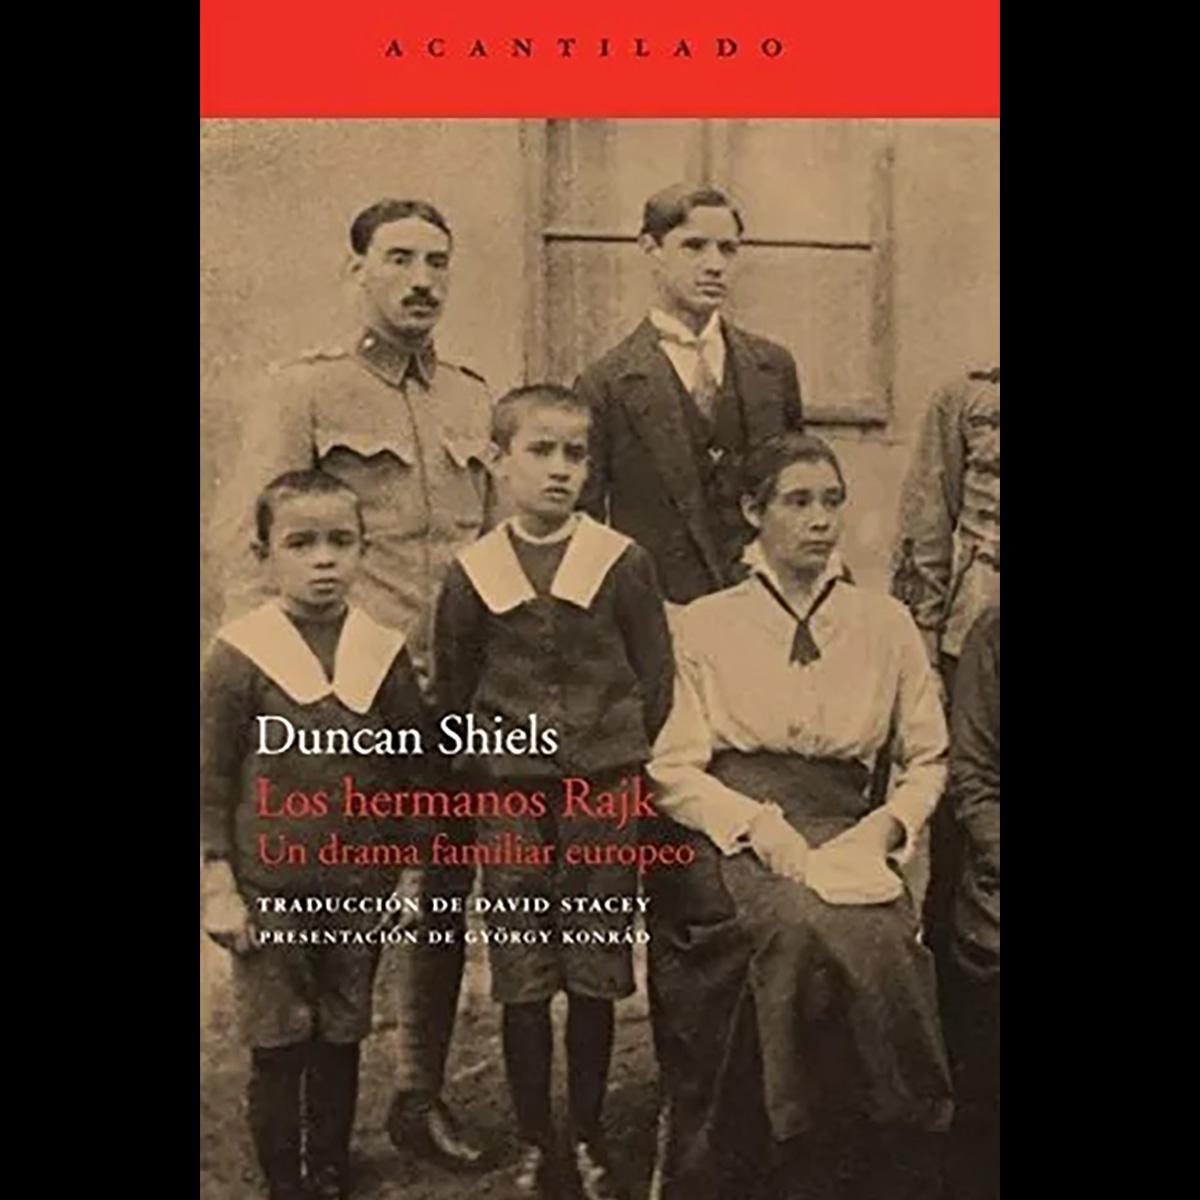 ACANTILADO
Duncan Shiels
Los hermanos Rajk
Un drama familiar europeo
TRADUCCIÓN DE DAVID STACEY
PRESENTACIÓN DE GYÖRGY KONRÁD